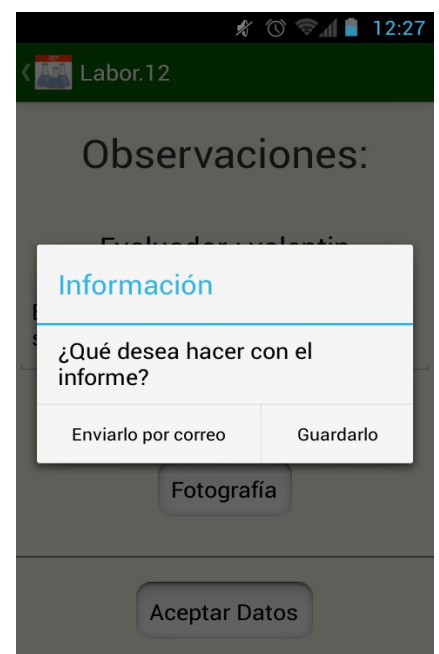 12:27
Labor.12
Observaciones:
Información
¿Qué desea hacer con el
informe?
Enviarlo por correo
Guardarlo
Fotografía
Aceptar Datos